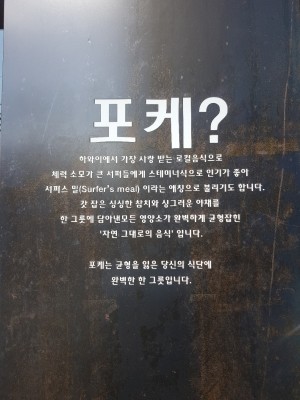 포케?
하와이에서 가장 사랑 받는 로컬음식으로
체력 소모가 큰 서퍼들에게 스테미너식으로 인기가 좋아
서퍼스 밀(Surfer's meal) 이라는 애칭으로 불리기도 합니다.
갓 잡은 싱싱한 참치와 싱그러운 야채를
한 그릇에 담아낸모든 영양소가 완벽하게 균형잡힌
'자연 그대로의 음식' 입니다.
포케는 균형을 잃은 당신의 식단에
완벽한 한 그릇입니다.